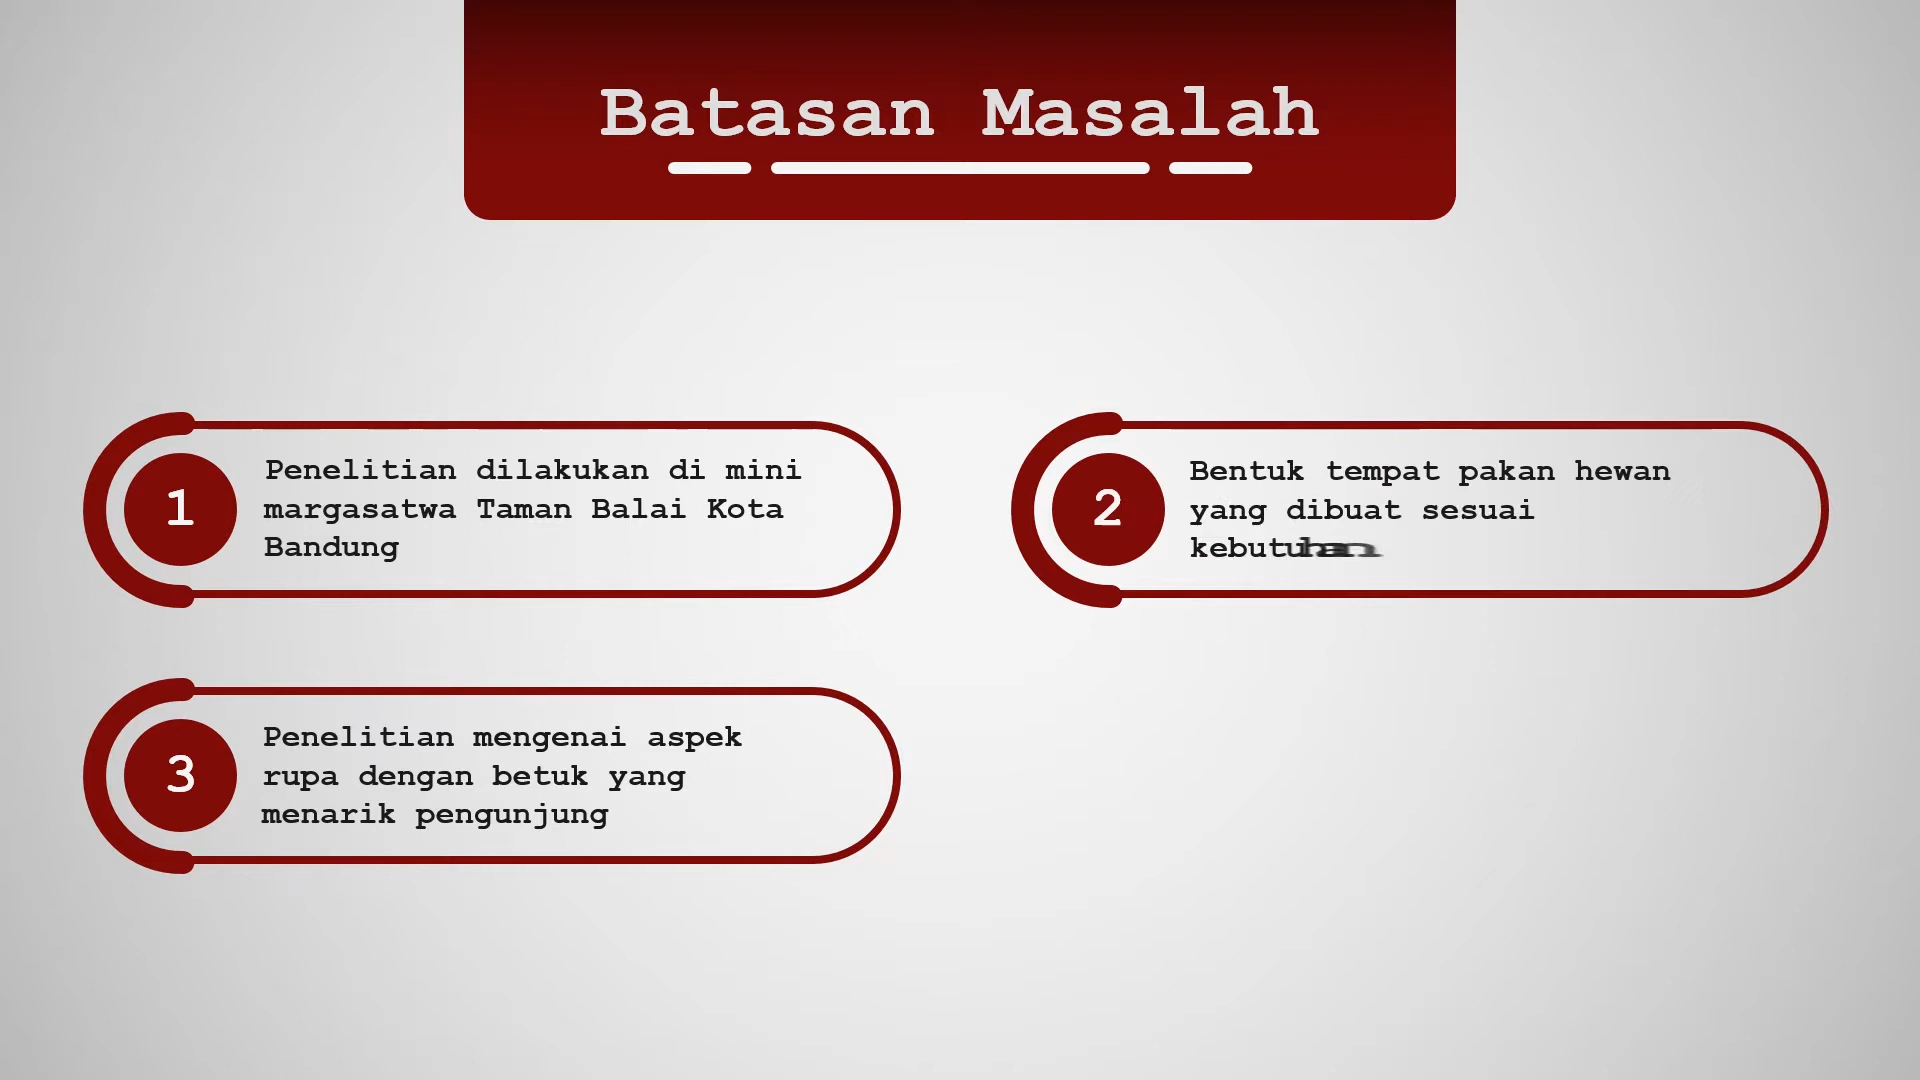 Batasan Masalah
1
Penelitian dilakukan di mini
margasatwa Taman Balai Kota
Bandung
2
Bentuk tempat pakan hewan
yang dibuat sesuai
kebutuhan
3
Penelitian mengenai aspek
rupa dengan betuk yang
menarik pengunjung